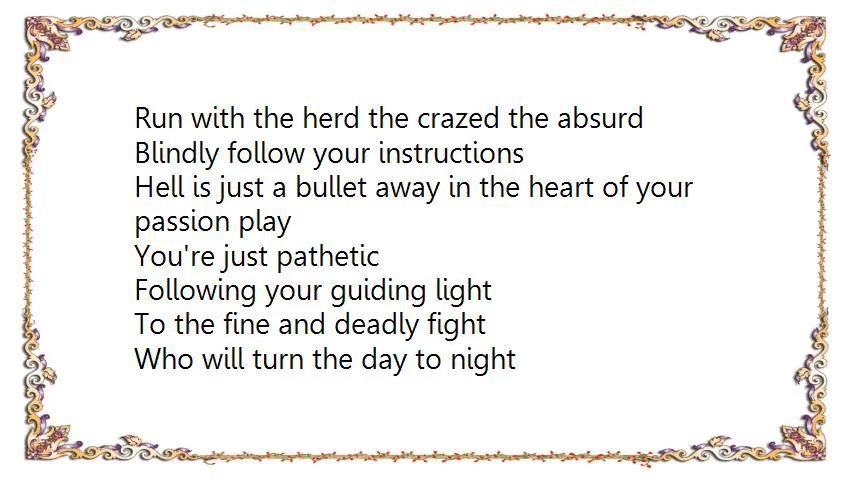 Run with the herd the crazed the absurd
Blindly follow your instructions
Hell is just a bullet away in the heart of your
passion play
You're just pathetic
Following your guiding light
To the fine and deadly fight
Who will turn the day to night